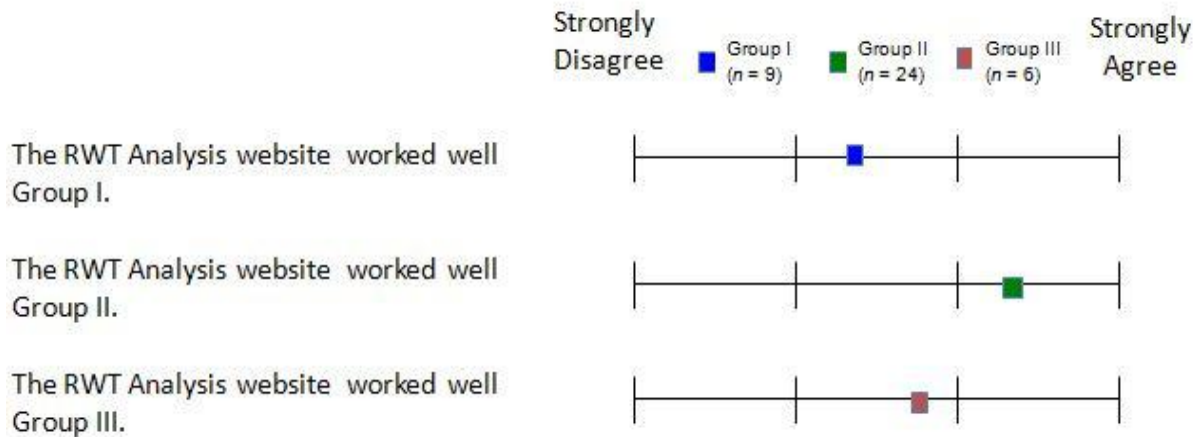 Strongly
Disagree
Group I
(n = 9)
Group II
(n = 24)
Group III
(n = 6)
Strongly
Agree
The RWT Analysis website worked well
Group I.
The RWT Analysis website worked well
Group II.
The RWT Analysis website worked well
Group III.